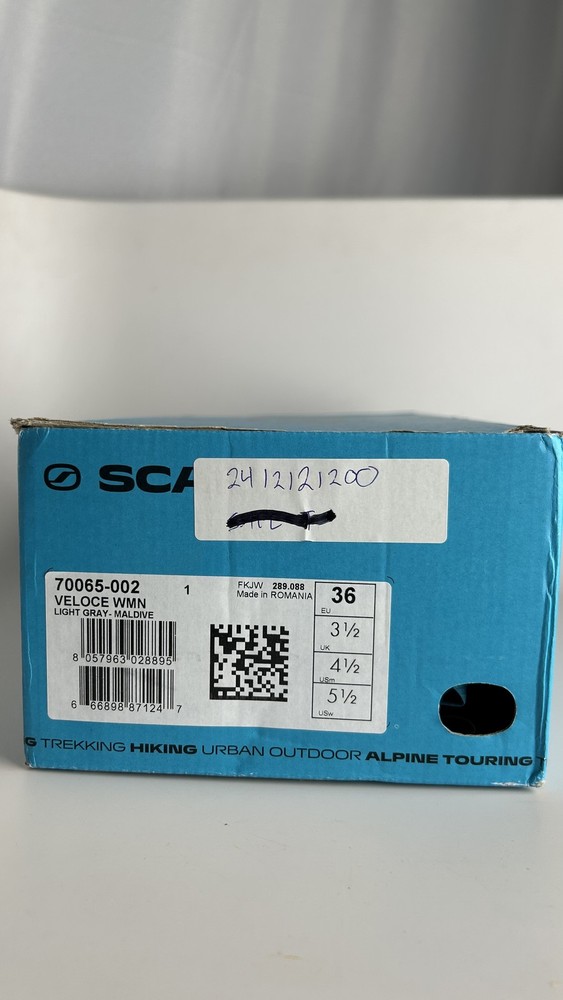 SCA
2412121200
70065-002
1
FKJW 289.088
Made in ROMANIA
VELOCE WMN
LIGHT GRAY- MALDIVE
8 057963 028895
6 66898 87124 7
36
EU
3½
UK
4½
USm
5½
USw
G TREKKING HIKING URBAN OUTDOOR ALPINE TOURING T